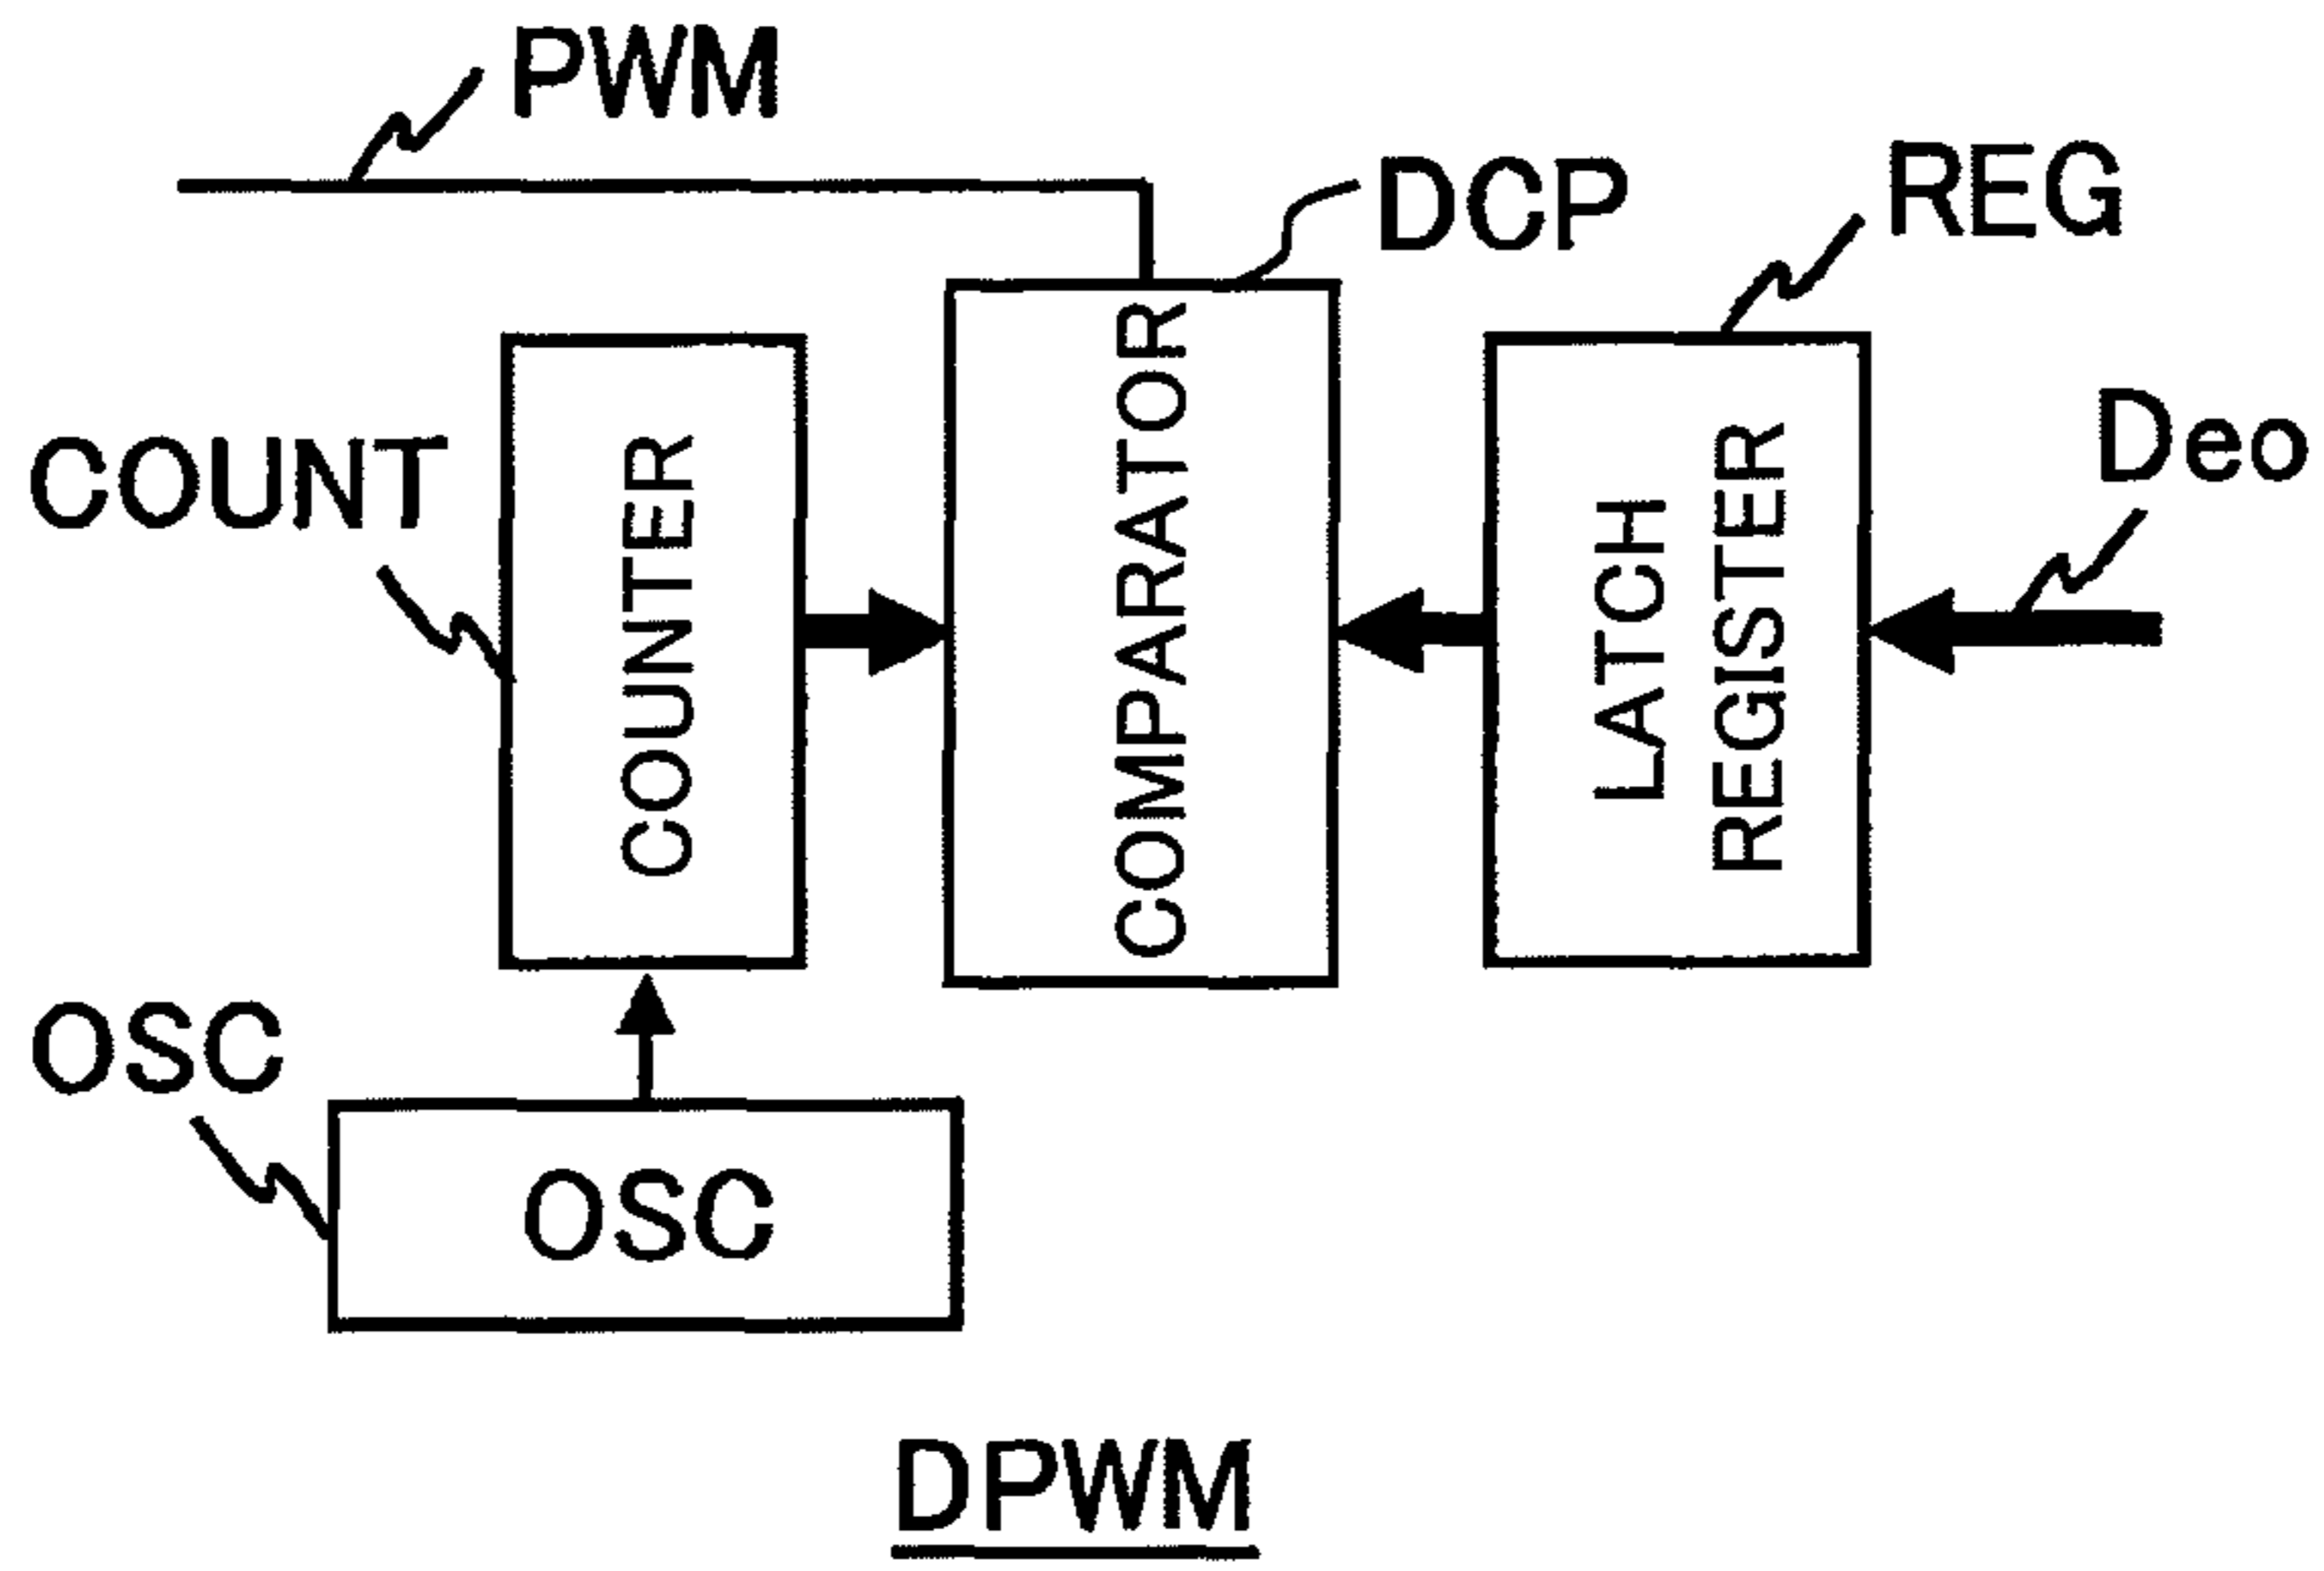 PWM
DCP
REG
COUNT
COUNTER
COMPARATOR
LATCH
REGISTER
Deo
OSC
OSC
DPWM